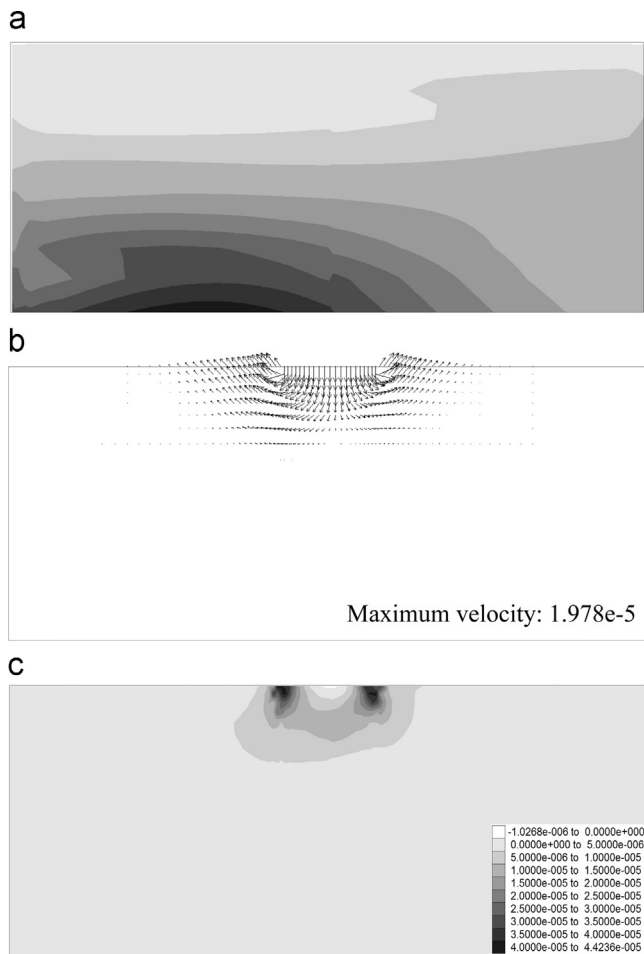 a
b
Maximum velocity: 1.978e-5
c
-1.0268e-006 to 0.0000e+000
0.0000e+000 to 5.0000e-006
5.0000e-006 to 1.0000e-005
1.0000e-005 to 1.5000e-005
1.5000e-005 to 2.0000e-005
2.0000e-005 to 2.5000e-005
2.5000e-005 to 3.0000e-005
3.0000e-005 to 3.5000e-005
3.5000e-005 to 4.0000e-005
4.0000e-005 to 4.4236e-005